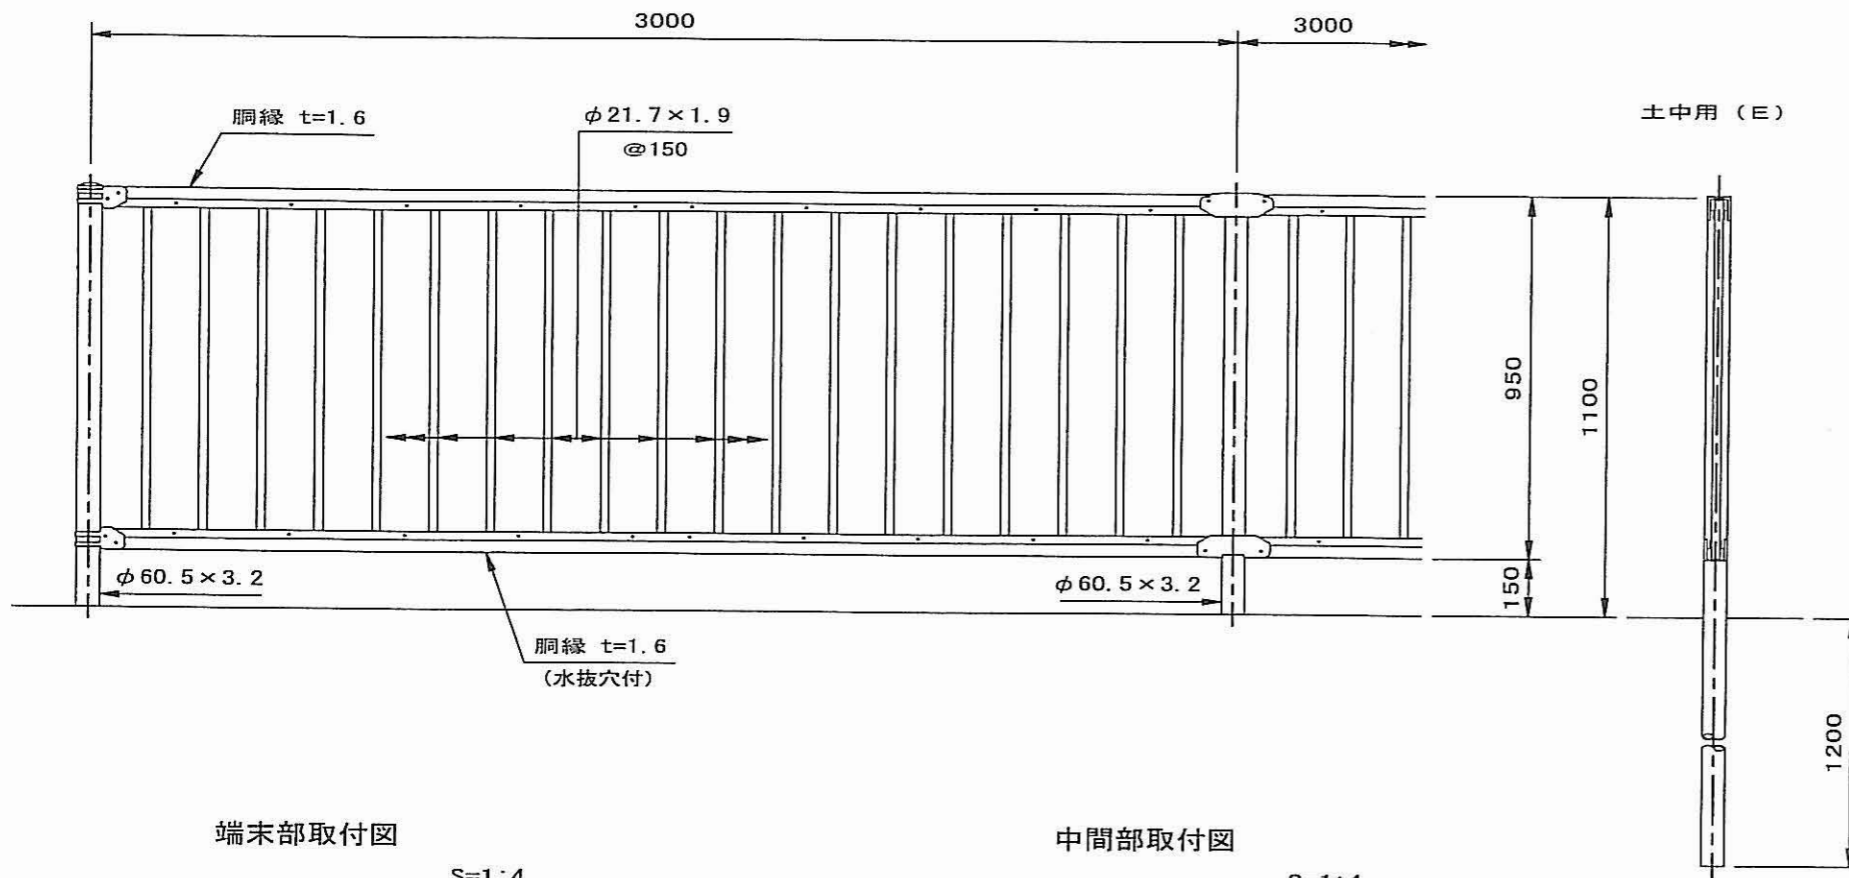 3000
3000
胴縁 t=1.6
φ21.7×1.9
@150
土中用 (E)
950
1100
150
φ60.5×3.2
φ60.5×3.2
胴縁 t=1.6
(水抜穴付)
1200
端末部取付図
中間部取付図
S=1:4